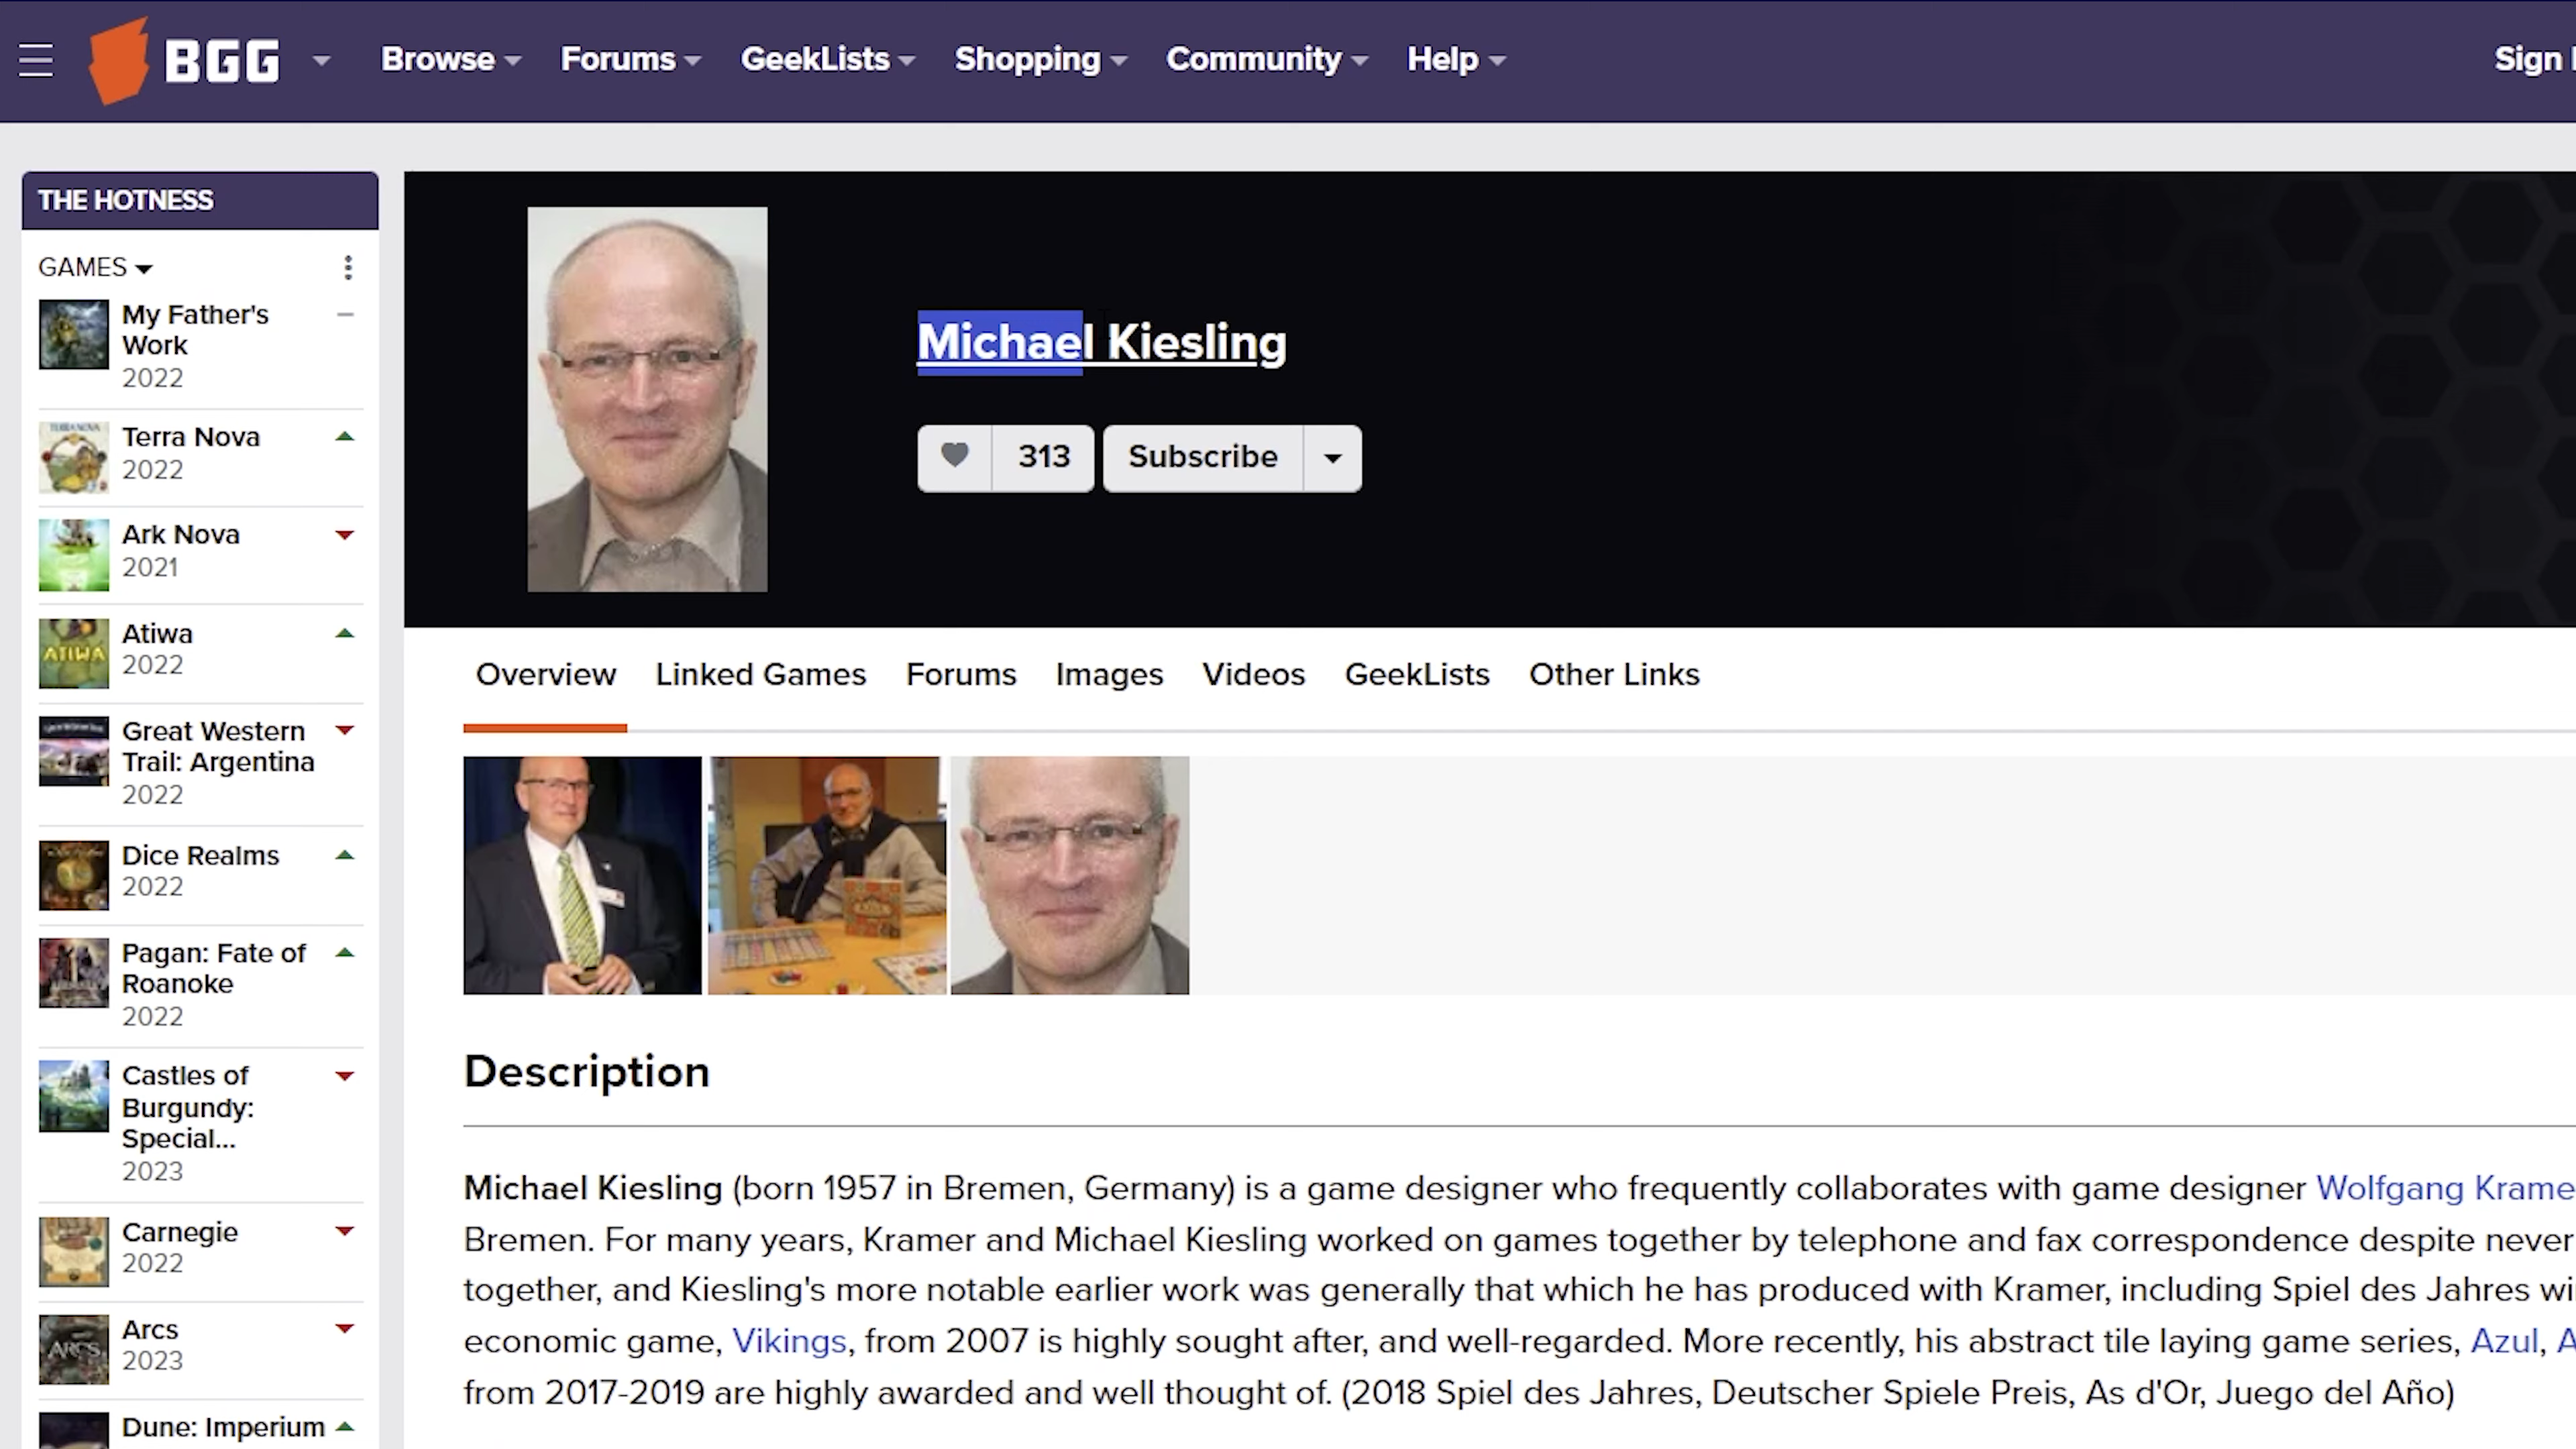 BGG
Browse
Forums
GeekLists
Shopping
Community
Help
Sign
THE HOTNESS
GAMES
My Father's
Work
2022
Terra Nova
2022
Ark Nova
2021
Atiwa
2022
ATIWA
Great Western
Trail: Argentina
2022
Dice Realms
2022
Pagan: Fate of
Roanoke
2022
Castles of
Burgundy:
Special...
2023
Carnegie
2022
Arcs
2023
ARCS
Dune: Imperium
Michael Kiesling
313
Subscribe
Overview
Linked Games
Forums
Images
Videos
GeekLists
Other Links
Description
Michael Kiesling (born 1957 in Bremen, Germany) is a game designer who frequently collaborates with game designer Wolfgang Krame
Bremen. For many years, Kramer and Michael Kiesling worked on games together by telephone and fax correspondence despite never
together, and Kiesling's more notable earlier work was generally that which he has produced with Kramer, including Spiel des Jahres wi
economic game, Vikings, from 2007 is highly sought after, and well-regarded. More recently, his abstract tile laying game series, Azul, A
from 2017-2019 are highly awarded and well thought of. (2018 Spiel des Jahres, Deutscher Spiele Preis, As d'Or, Juego del Año)